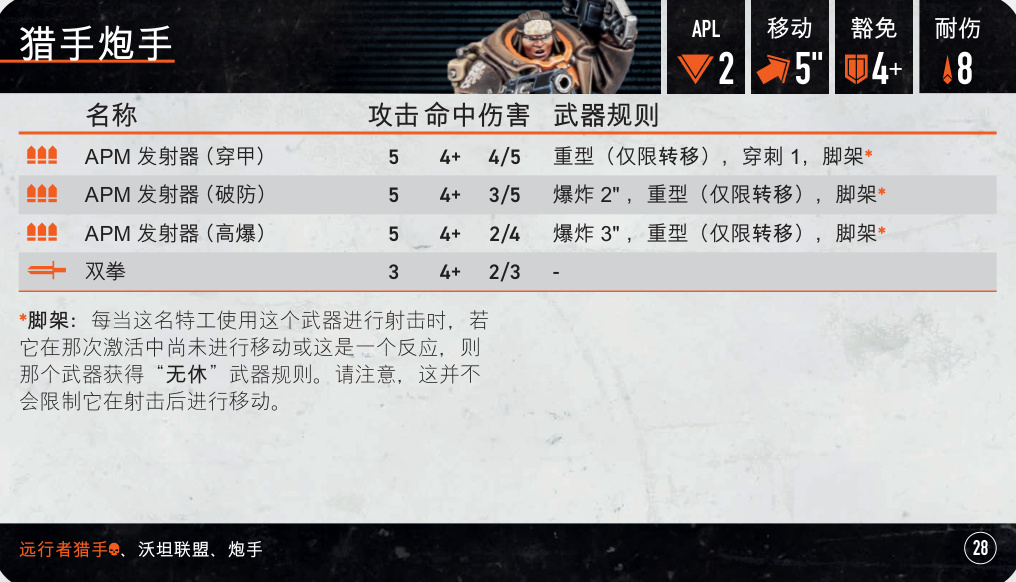 猎手炮手
APL 移动 豁免 耐伤
2 5" 4+ 8
名称 攻击 命中 伤害 武器规则
APM 发射器（穿甲） 5 4+ 4/5 重型（仅限转移），穿刺 1，脚架*
APM 发射器（破防） 5 4+ 3/5 爆炸 2"，重型（仅限转移），脚架*
APM 发射器（高爆） 5 4+ 2/4 爆炸 3"，重型（仅限转移），脚架*
双拳 3 4+ 2/3 -
*脚架：每当这名特工使用这个武器进行射击时，若
它在那次激活中尚未进行移动或这是一个反应，则
那个武器获得“无休”武器规则。请注意，这并不
会限制它在射击后进行移动。
远行者猎手、沃坦联盟、炮手
28